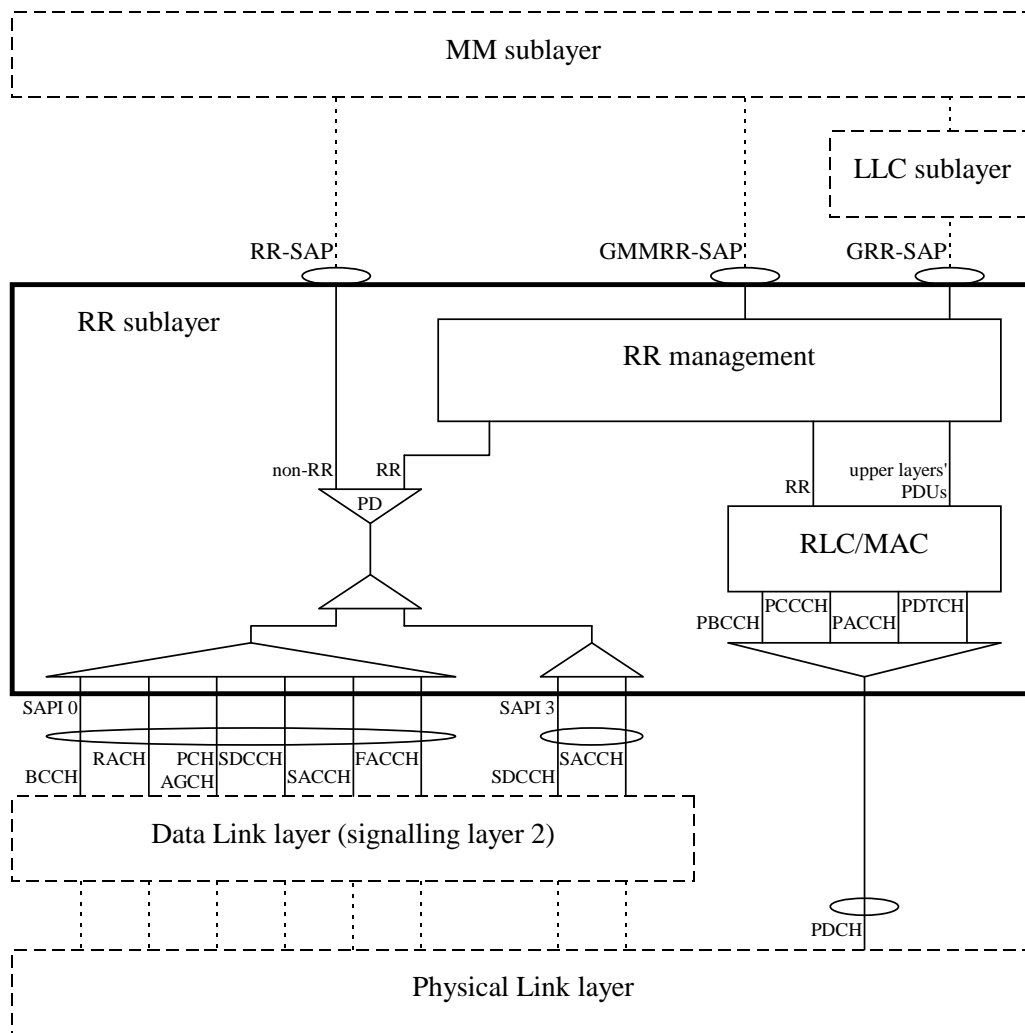 MM sublayer
LLC sublayer
RR-SAP
GMMRR-SAP
GRR-SAP
RR sublayer
RR management
non-RR
RR
PD
RR
upper layers'
PDUs
RLC/MAC
PBCCH
PCCCH
PACCH
PDTCH
SAPI 0
SAPI 3
BCCH
RACH
PCH
AGCH
SDCCH
SACCH
FACCH
SDCCH
SACCH
Data Link layer (signalling layer 2)
PDCH
Physical Link layer